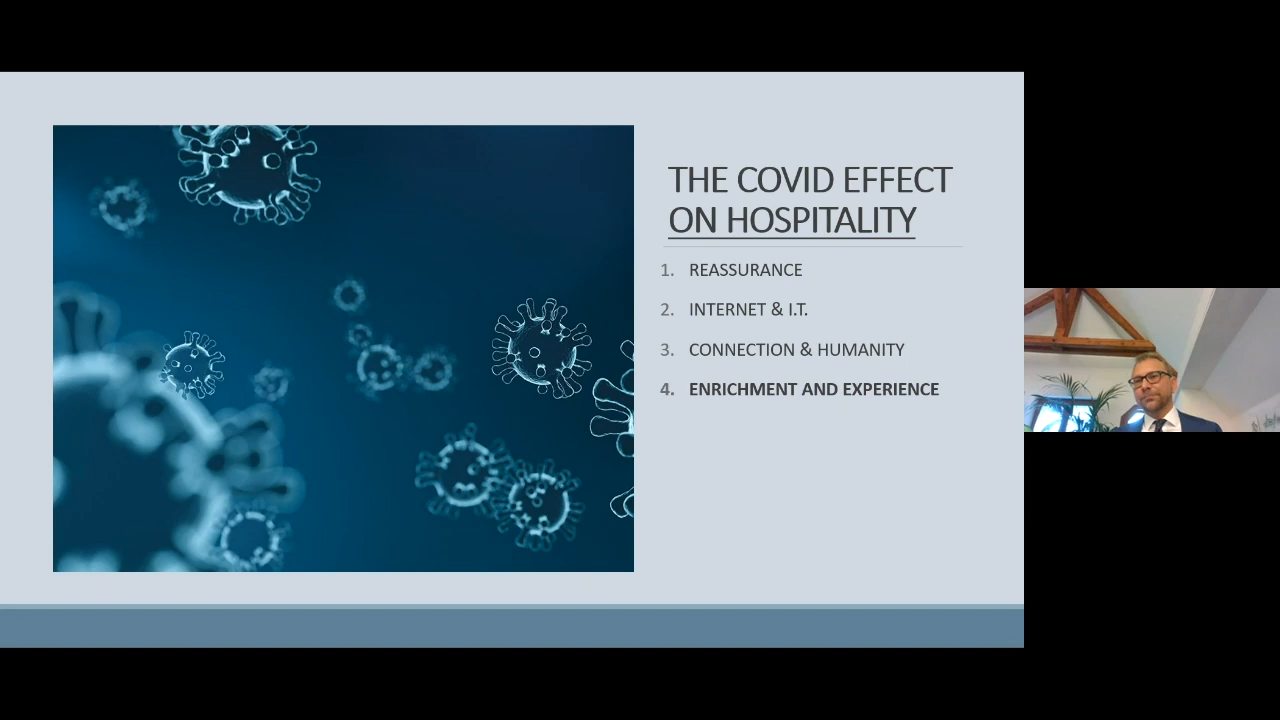 THE COVID EFFECT
ON HOSPITALITY
1. REASSURANCE
2. INTERNET & I.T.
3. CONNECTION & HUMANITY
4. ENRICHMENT AND EXPERIENCE